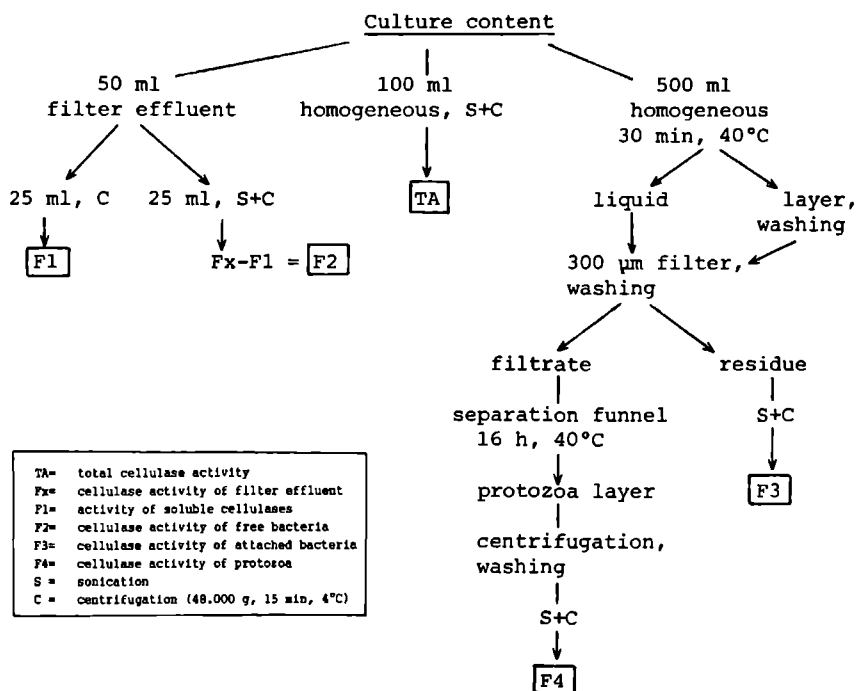 Culture content
50 ml
filter effluent
100 ml
homogeneous, S+C
500 ml
homogeneous
30 min, 40°C
25 ml, C
25 ml, S+C
TA
liquid
layer,
washing
F1
Fx-F1 = F2
300 µm filter,
washing
filtrate
residue
separation funnel
16 h, 40°C
S+C
protozoa layer
F3
centrifugation,
washing
S+C
F4
TA= total cellulase activity
Fx= cellulase activity of filter effluent
F1= activity of soluble cellulases
F2= cellulase activity of free bacteria
F3= cellulase activity of attached bacteria
F4= cellulase activity of protozoa
S = sonication
C = centrifugation (48.000 g, 15 min, 4°C)